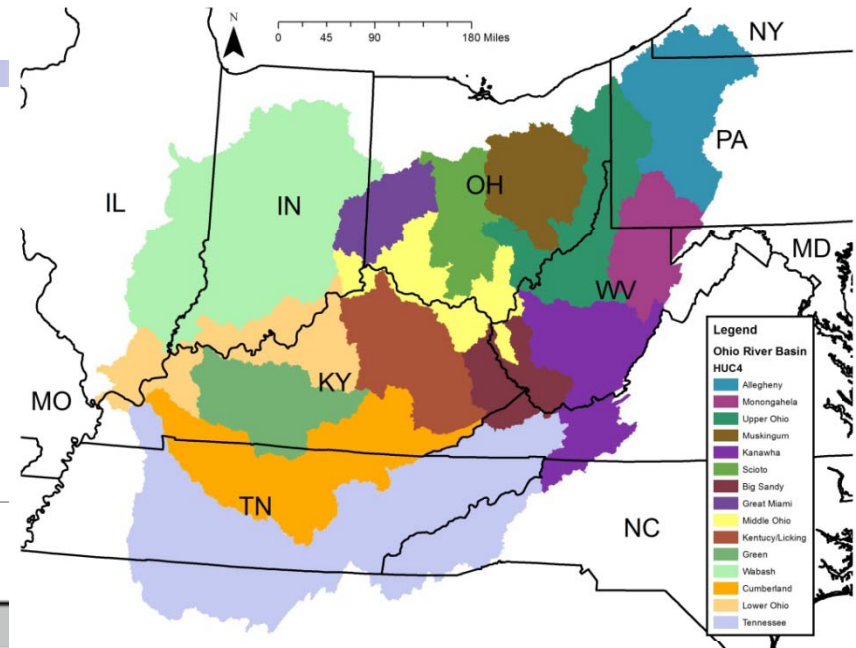 N
0 45 90 180 Miles
NY
PA
OH
IL
IN
MD
WV
KY
MO
TN
NC
Legend
Ohio River Basin
HUC4
Allegheny
Monongahela
Upper Ohio
Muskingum
Kanawha
Scioto
Big Sandy
Great Miami
Middle Ohio
Kentucy/Licking
Green
Wabash
Cumberland
Lower Ohio
Tennessee